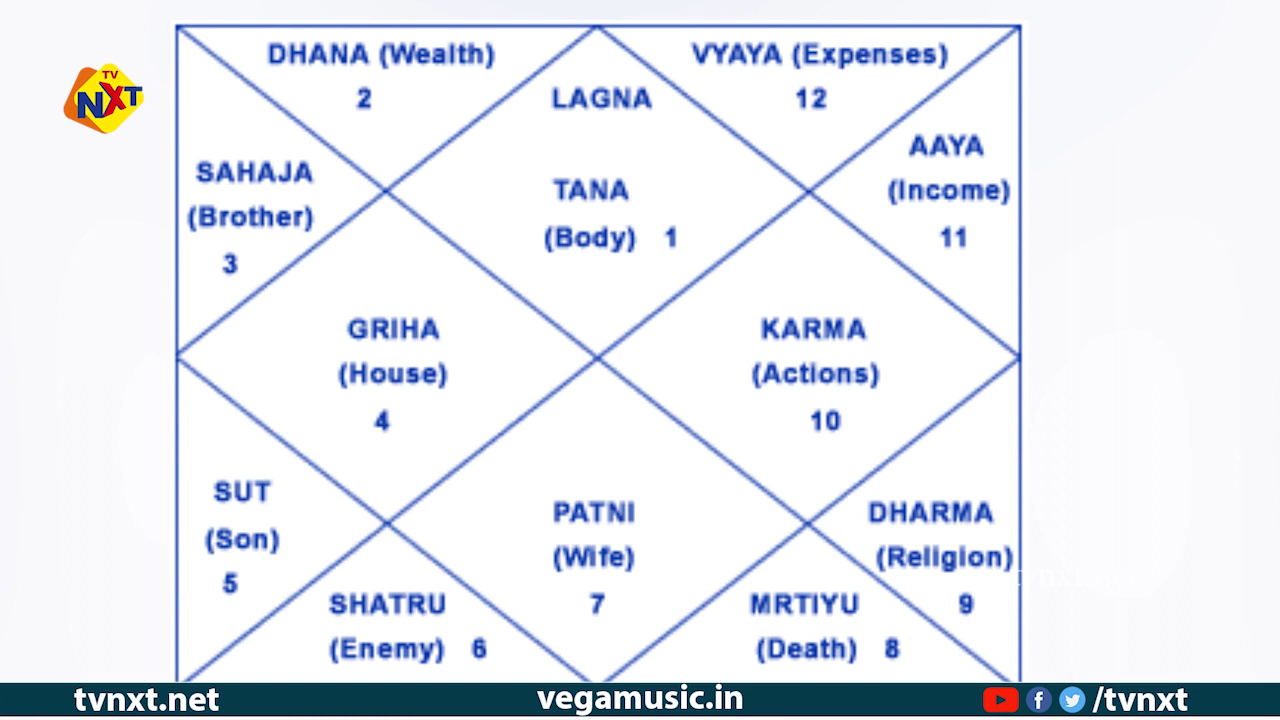 TV
NXT
DHANA (Wealth)
2
LAGNA
TANA
(Body) 1
VYAYA (Expenses)
12
AAYA
(Income)
11
SAHAJA
(Brother)
3
GRIHA
(House)
4
KARMA
(Actions)
10
SUT
(Son)
5
PATNI
(Wife)
7
DHARMA
(Religion)
9
SHATRU
(Enemy) 6
MRTIYU
(Death) 8
tvnxt.net
vegamusic.in
/tvnxt